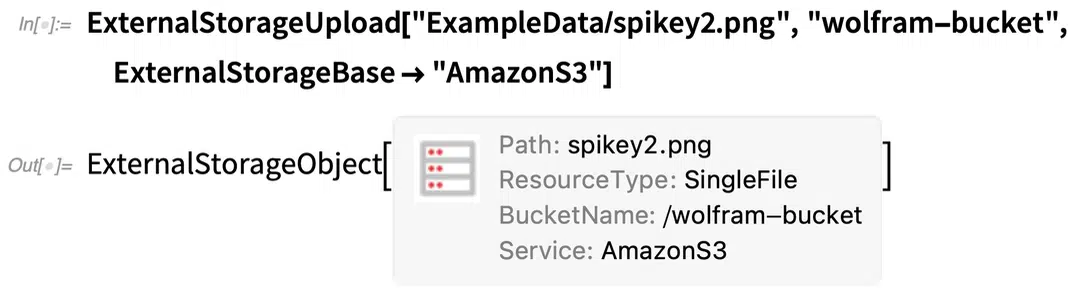 In[●]:= ExternalStorageUpload["ExampleData/spikey2.png", "wolfram-bucket",
ExternalStorageBase → "AmazonS3"]
Out[●]= ExternalStorageObject[
Path: spikey2.png
ResourceType: SingleFile
BucketName: /wolfram-bucket
Service: AmazonS3
]